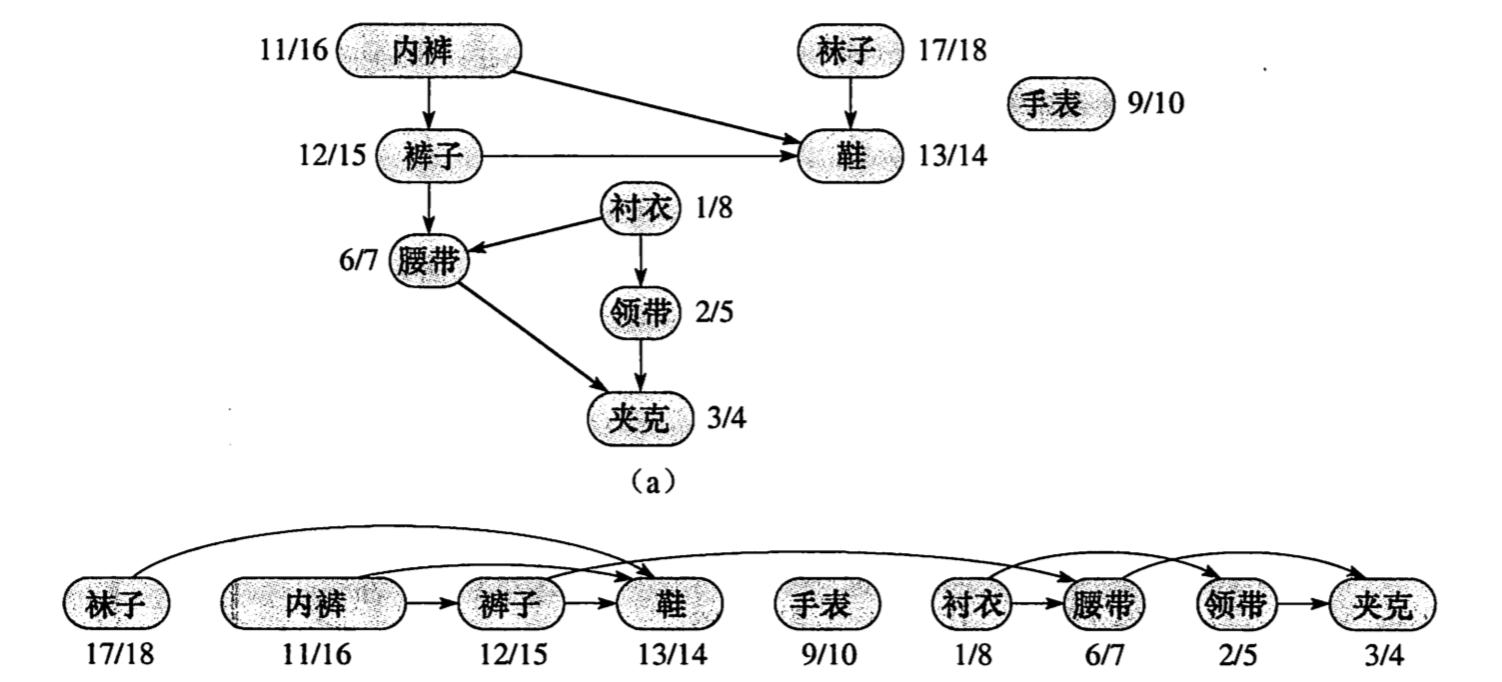 11/16 内裤 袜子 17/18
手表 9/10
12/15 裤子 鞋 13/14
衬衣 1/8
6/7 腰带
领带 2/5
夹克 3/4
(a)
袜子 内裤 裤子 鞋 手表 衬衣 腰带 领带 夹克
17/18 11/16 12/15 13/14 9/10 1/8 6/7 2/5 3/4